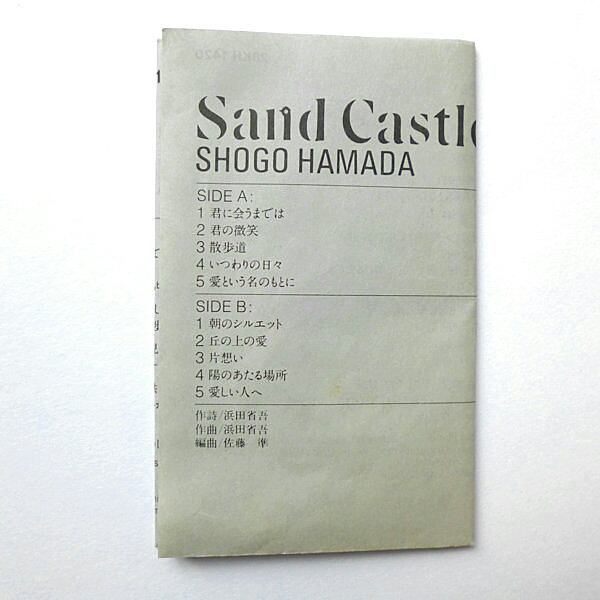 28KH 1420
Sand Castle
SHOGO HAMADA
SIDE A:
1 君に会うまでは
2 君の微笑
3 散歩道
4 いつわりの日々
5 愛という名のもとに
SIDE B:
1 朝のシルエット
2 丘の上の愛
3 片想い
4 陽のあたる場所
5 愛しい人へ
作詩/浜田省吾
作曲/浜田省吾
編曲/佐藤 準